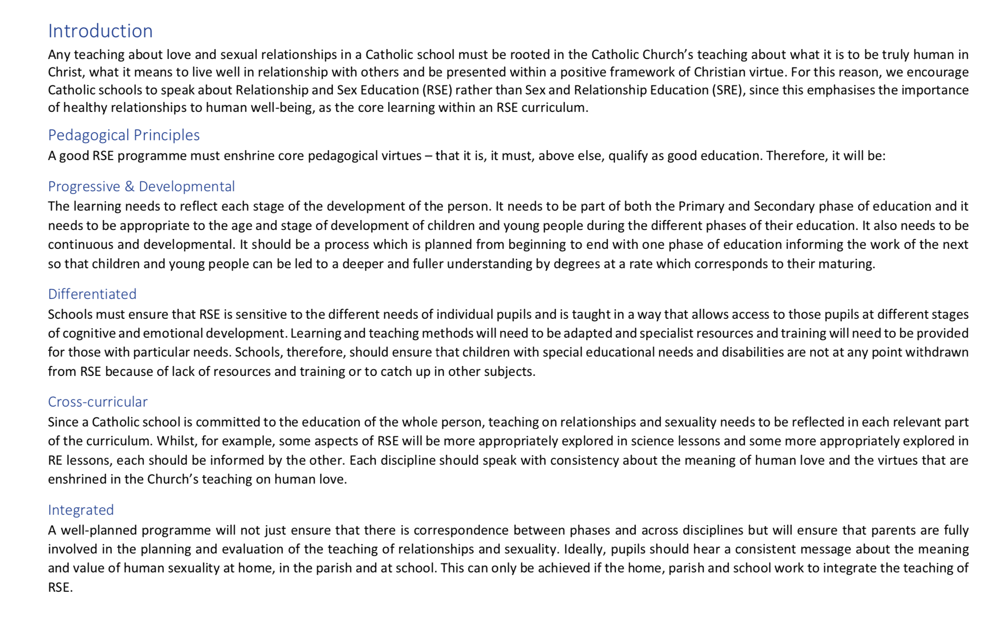 Introduction
Any teaching about love and sexual relationships in a Catholic school must be rooted in the Catholic Church’s teaching about what it is to be truly human in
Christ, what it means to live well in relationship with others and be presented within a positive framework of Christian virtue. For this reason, we encourage
Catholic schools to speak about Relationship and Sex Education (RSE) rather than Sex and Relationship Education (SRE), since this emphasises the importance
of healthy relationships to human well-being, as the core learning within an RSE curriculum.
Pedagogical Principles
A good RSE programme must enshrine core pedagogical virtues – that it is, it must, above else, qualify as good education. Therefore, it will be:
Progressive & Developmental
The learning needs to reflect each stage of the development of the person. It needs to be part of both the Primary and Secondary phase of education and it
needs to be appropriate to the age and stage of development of children and young people during the different phases of their education. It also needs to be
continuous and developmental. It should be a process which is planned from beginning to end with one phase of education informing the work of the next
so that children and young people can be led to a deeper and fuller understanding by degrees at a rate which corresponds to their maturing.
Differentiated
Schools must ensure that RSE is sensitive to the different needs of individual pupils and is taught in a way that allows access to those pupils at different stages
of cognitive and emotional development. Learning and teaching methods will need to be adapted and specialist resources and training will need to be provided
for those with particular needs. Schools, therefore, should ensure that children with special educational needs and disabilities are not at any point withdrawn
from RSE because of lack of resources and training or to catch up in other subjects.
Cross-curricular
Since a Catholic school is committed to the education of the whole person, teaching on relationships and sexuality needs to be reflected in each relevant part
of the curriculum. Whilst, for example, some aspects of RSE will be more appropriately explored in science lessons and some more appropriately explored in
RE lessons, each should be informed by the other. Each discipline should speak with consistency about the meaning of human love and the virtues that are
enshrined in the Church’s teaching on human love.
Integrated
A well-planned programme will not just ensure that there is correspondence between phases and across disciplines but will ensure that parents are fully
involved in the planning and evaluation of the teaching of relationships and sexuality. Ideally, pupils should hear a consistent message about the meaning
and value of human sexuality at home, in the parish and at school. This can only be achieved if the home, parish and school work to integrate the teaching of
RSE.